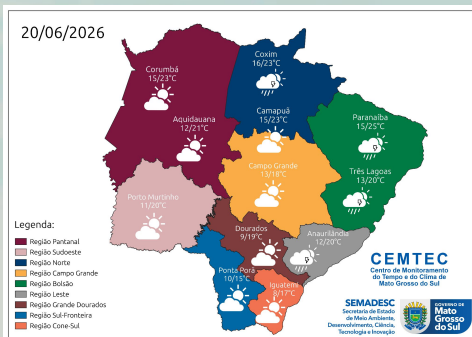 20/06/2026
Coxim
16/23°C
Corumbá
15/23°C
Camapuã
15/23°C
Paranaíba
15/25°C
Aquidauana
12/21°C
Campo Grande
13/18°C
Três Lagoas
13/20°C
Porto Murtinho
11/20°C
Dourados
9/19°C
Anaurilândia
12/20°C
Ponta Porã
10/15°C
Iguatemi
8/17°C
Legenda:
Região Pantanal
Região Sudoeste
Região Norte
Região Campo Grande
Região Bolsão
Região Leste
Região Grande Dourados
Região Sul-Fronteira
Região Cone-Sul
CEMTEC
Centro de Monitoramento
do Tempo e do Clima de
Mato Grosso do Sul
SEMADESC
Secretaria de Estado
de Meio Ambiente,
Desenvolvimento, Ciência,
Tecnologia e Inovação
GOVERNO DE
Mato
Grosso
do Sul